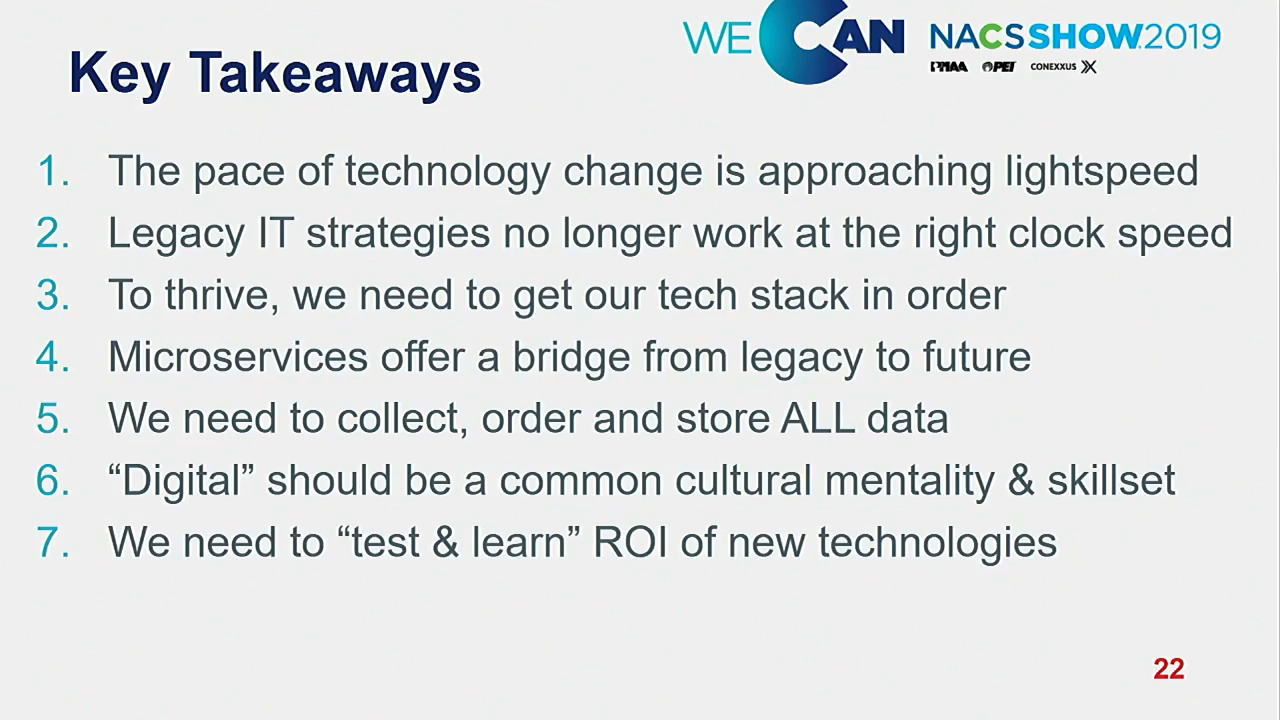 WE CAN NACSSHOW.2019
PMAA PEI CONEXXUS
Key Takeaways
1. The pace of technology change is approaching lightspeed
2. Legacy IT strategies no longer work at the right clock speed
3. To thrive, we need to get our tech stack in order
4. Microservices offer a bridge from legacy to future
5. We need to collect, order and store ALL data
6. “Digital” should be a common cultural mentality & skillset
7. We need to “test & learn” ROI of new technologies
22